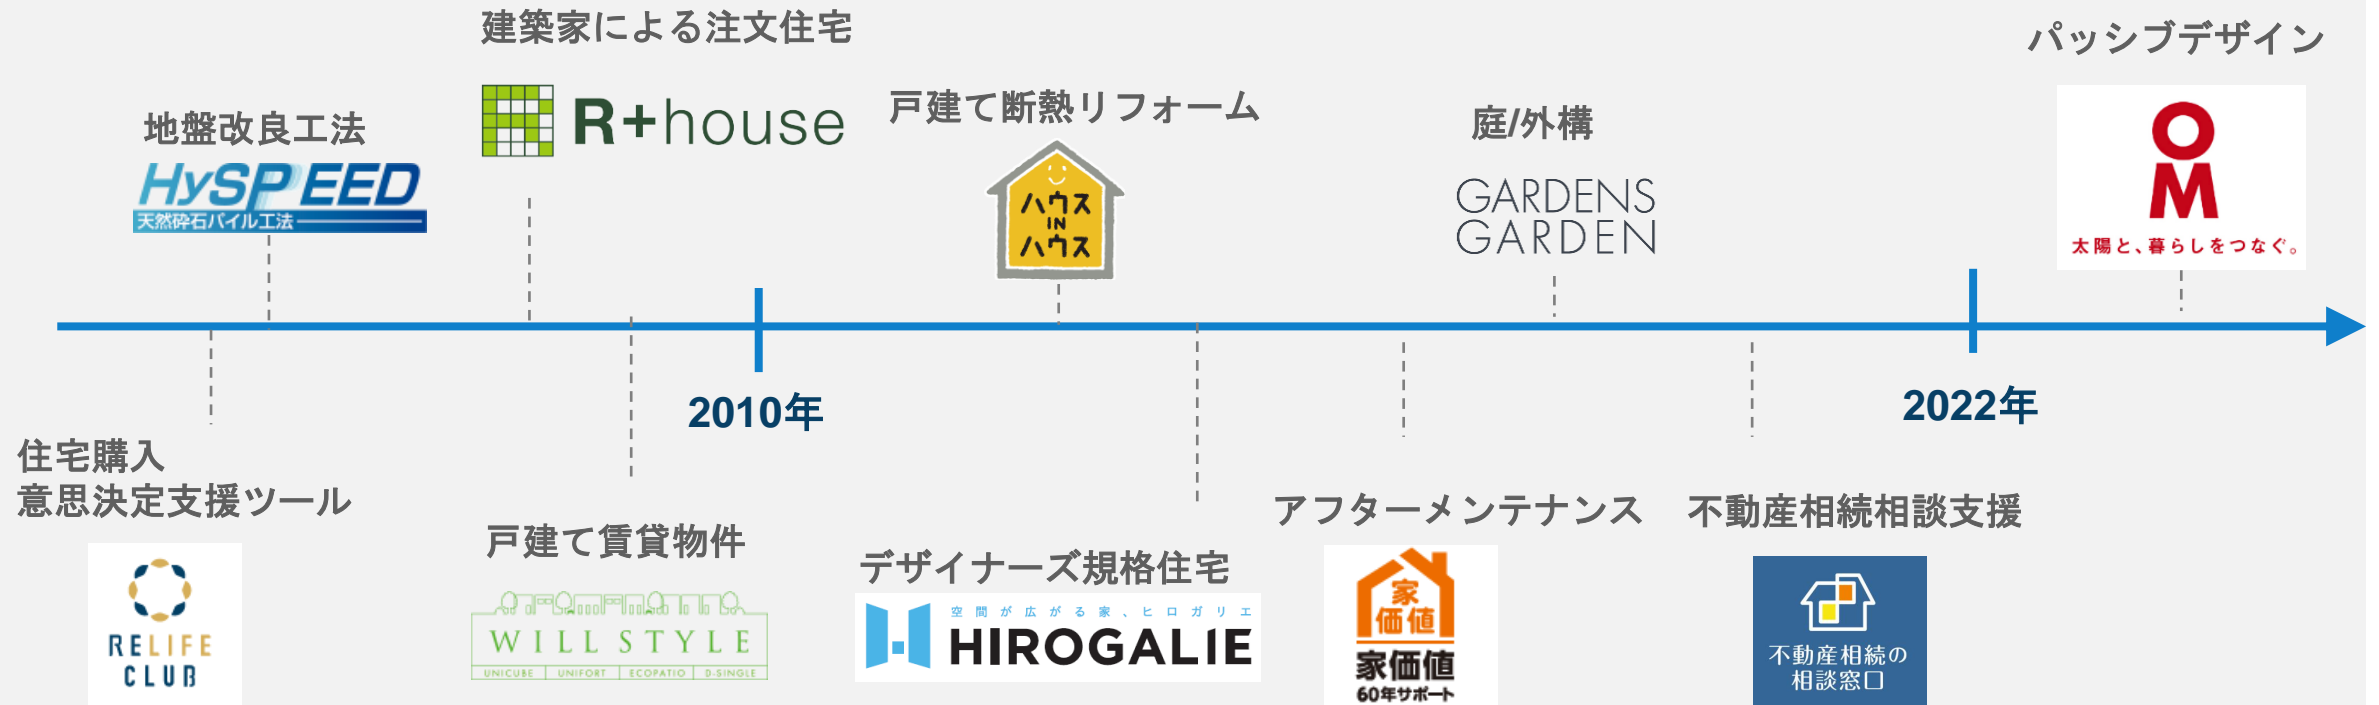 建築家による注文住宅
R+house
パッシブデザイン
OM
太陽と、暮らしをつなぐ。
地盤改良工法
HySPEED
天然砕石パイル工法
戸建て断熱リフォーム
ハウス
IN
ハウス
庭/外構
GARDENS
GARDEN
2010年
2022年
住宅購入
意思決定支援ツール
RELIFE
CLUB
戸建て賃貸物件
WILL STYLE
UNICUBE UNIFORT ECOPATIO D-SINGLE
デザイナーズ規格住宅
空間が広がる家、ヒロガリエ
HIROGALIE
アフターメンテナンス
家
価値
家価値
60年サポート
不動産相続相談支援
不動産相続の
相談窓口